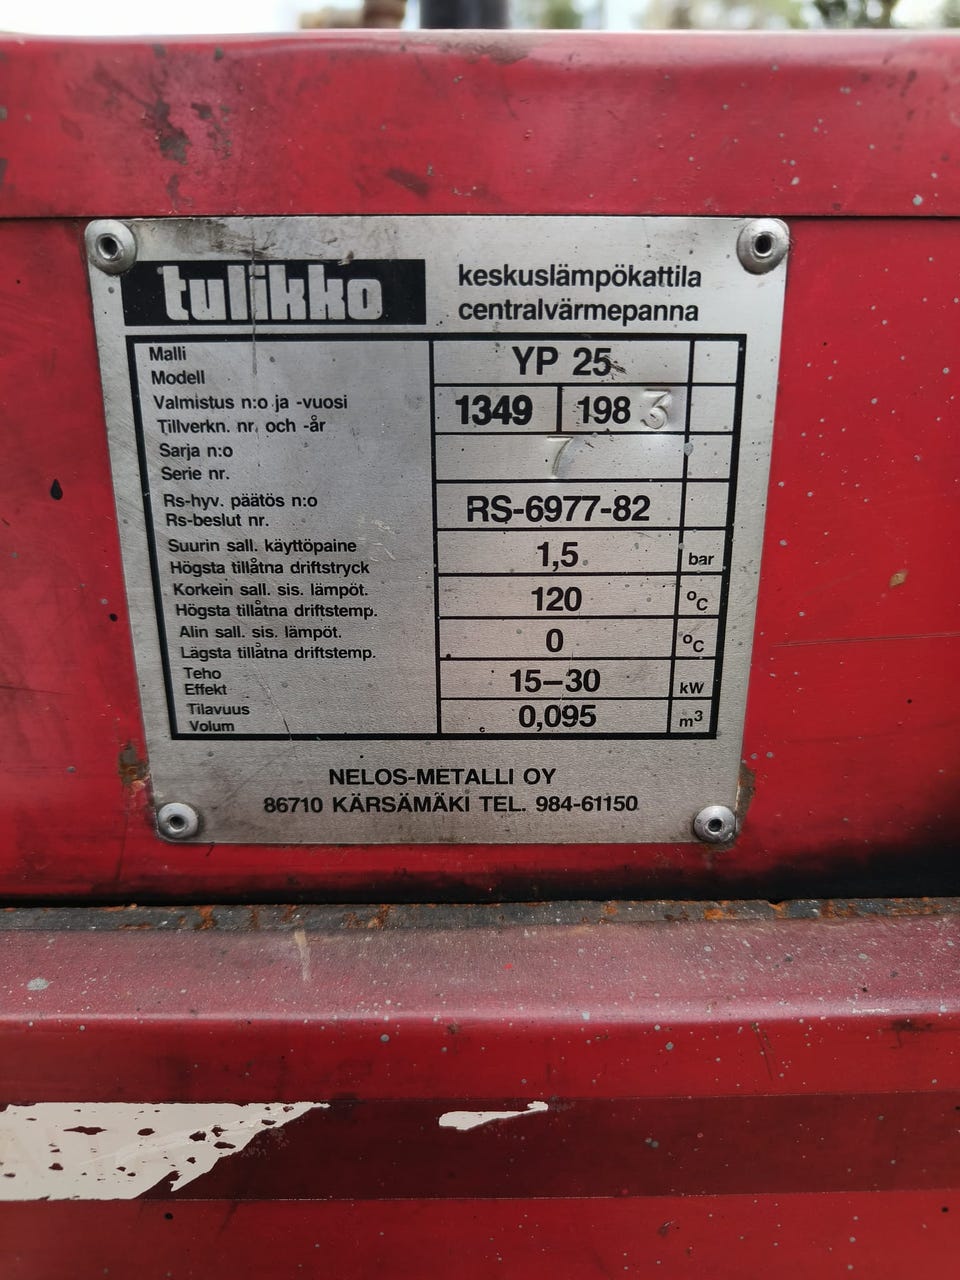 tulikko
keskuslämpökattila
centralvärmepanna
Malli
Modell
YP 25
Valmistus n:o ja -vuosi
Tillverkn. nr. och -år
1349 198 3
Sarja n:o
Serie nr.
7
Rs-hyv. päätös n:o
Rs-beslut nr.
RS-6977-82
Suurin sall. käyttöpaine
Högsta tillåtna driftstryck
1,5 bar
Korkein sall. sis. lämpöt.
Högsta tillåtna driftstemp.
120 °C
Alin sall. sis. lämpöt.
Lägsta tillåtna driftstemp.
0 °C
Teho
Effekt
15–30 kW
Tilavuus
Volum
0,095 m³
NELOS-METALLI OY
86710 KÄRSÄMÄKI TEL. 984-61150